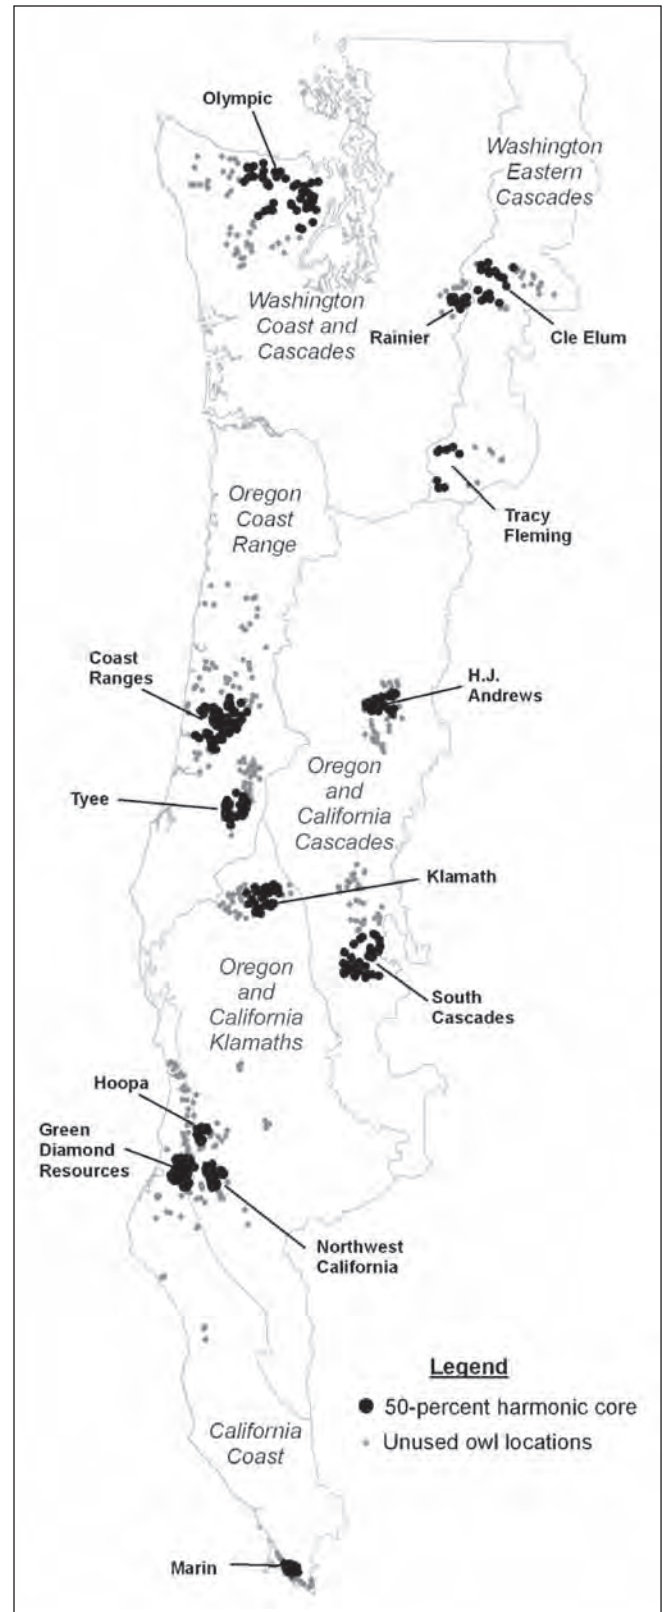 Olympic
Washington
Eastern
Cascades
Washington
Coast and
Cascades
Rainier
Cle Elum
Oregon
Coast
Range
Tracy
Fleming
Coast
Ranges
H.J.
Andrews
Tyee
Oregon
and
California
Cascades
Klamath
Oregon
and
California
Klamaths
South
Cascades
Hoopa
Green
Diamond
Resources
Northwest
California
Legend
50-percent harmonic core
Unused owl locations
California
Coast
Marin